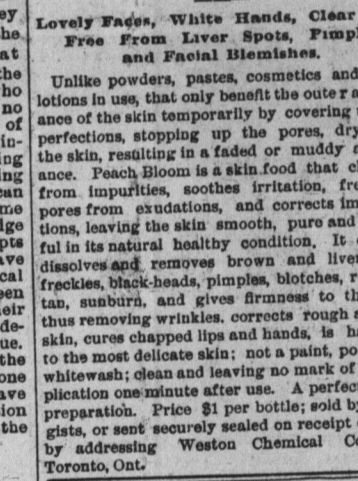 Lovely Faces, White Hands, Clear
Free From Liver Spots, Pimpl
and Facial Blemishes.
Unlike powders, pastes, cosmetics and
lotions in use, that only benefit the outer a
ance of the skin temporarily by covering
perfections, stopping up the pores, dry
the skin, resulting in a faded or muddy
ance. Peach Bloom is a skin food that cl
from impurities, soothes irritation, fre
pores from exudations, and corrects im
tions, leaving the skin smooth, pure and
ful in its natural healthy condition. It
dissolves and removes brown and live
freckles, black-heads, pimples, blotches, r
tan, sunburn, and gives firmness to th
thus removing wrinkles. corrects rough
skin, cures chapped lips and hands, is ha
to the most delicate skin; not a paint, po
whitewash; clean and leaving no mark of
plication one minute after use. A perfec
preparation. Price $1 per bottle; sold by
gists, or sent securely sealed on receipt
by addressing Weston Chemical Co
Toronto, Ont.